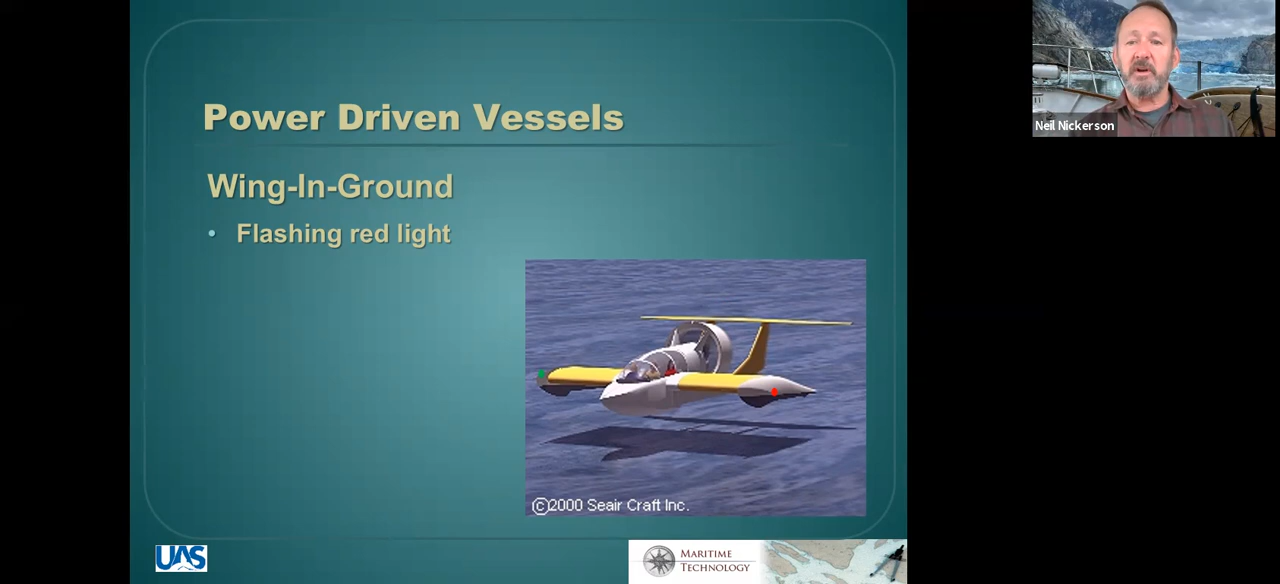 Power Driven Vessels
Neil Nickerson
Wing-In-Ground
• Flashing red light
©2000 Seair Craft Inc.
UAS
MARITIME
TECHNOLOGY